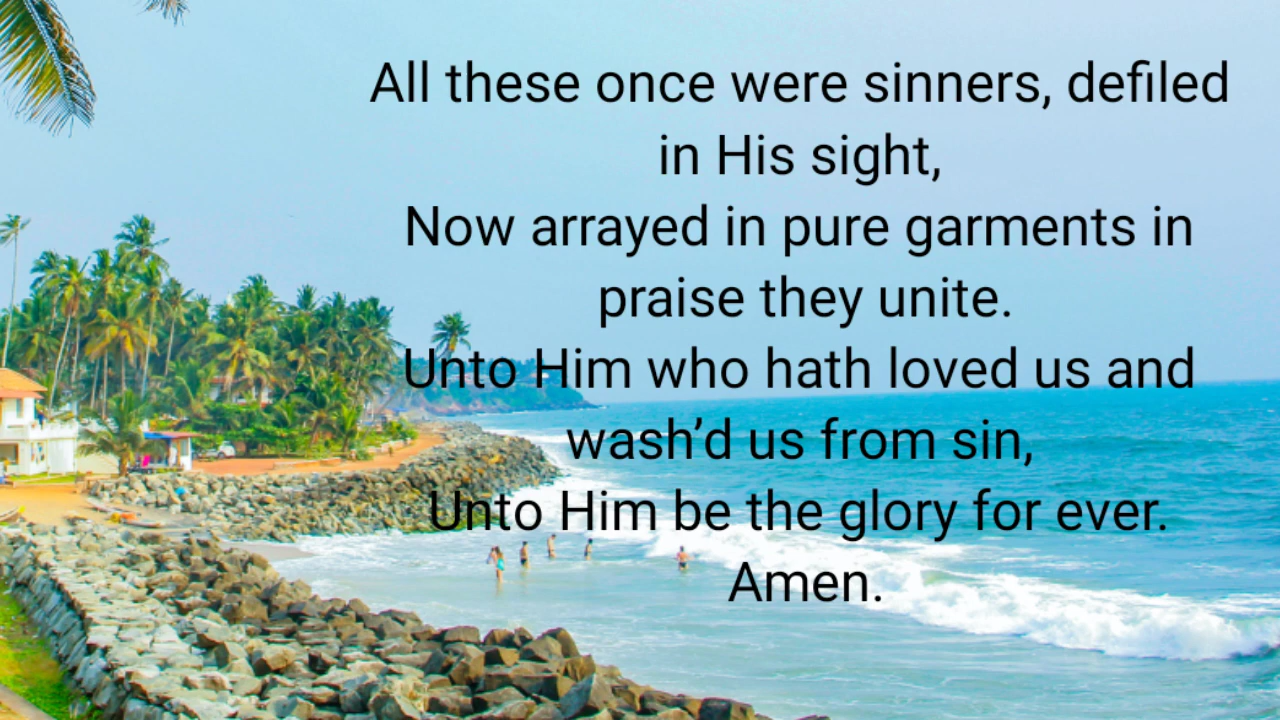 All these once were sinners, defiled
in His sight,
Now arrayed in pure garments in
praise they unite.
Unto Him who hath loved us and
wash’d us from sin,
Unto Him be the glory for ever.
Amen.